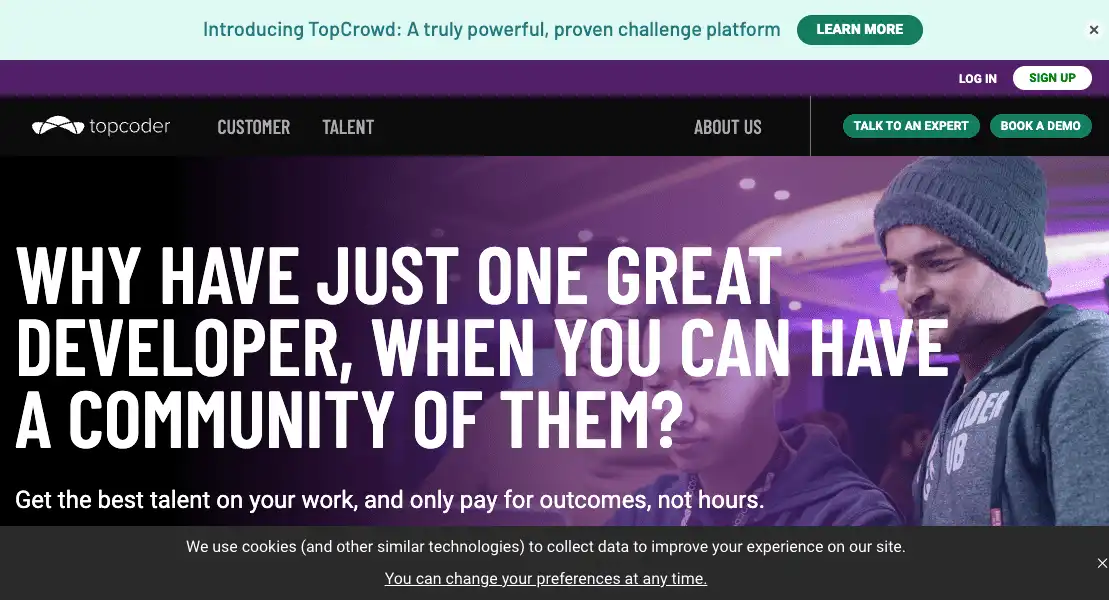 Introducing TopCrowd: A truly powerful, proven challenge platform
LEARN MORE
×
LOG IN
SIGN UP
topcoder
CUSTOMER
TALENT
ABOUT US
TALK TO AN EXPERT
BOOK A DEMO
WHY HAVE JUST ONE GREAT
DEVELOPER, WHEN YOU CAN HAVE
A COMMUNITY OF THEM?
Get the best talent on your work, and only pay for outcomes, not hours.
We use cookies (and other similar technologies) to collect data to improve your experience on our site.
You can change your preferences at any time.
×